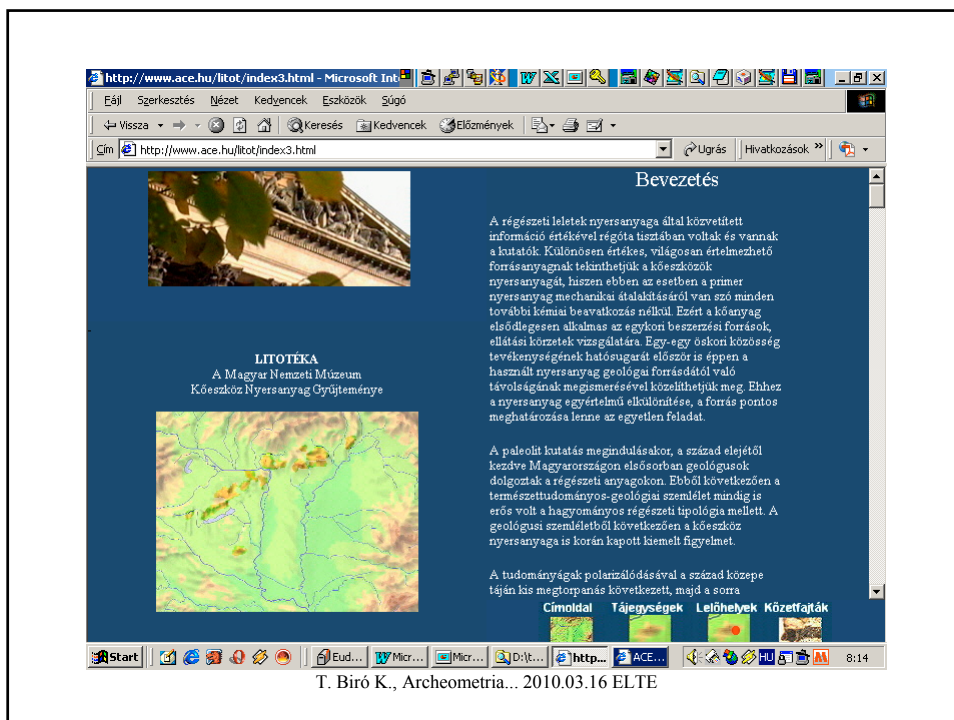 http://www.ace.hu/litot/index3.html - Microsoft Int
Fájl Szerkesztés Nézet Kedvencek Eszközök Súgó
Vissza Keresés Kedvencek Előzmények
Cím http://www.ace.hu/litot/index3.html Ugrás Hivatkozások »
LITOTÉKA
A Magyar Nemzeti Múzeum
Kőeszköz Nyersanyag Gyűjteménye
Bevezetés
A régészeti leletek nyersanyaga által közvetített
információ értékével régóta tisztában voltak és vannak
a kutatók. Különösen értékes, világosan értelmezhető
forrásanyagnak tekinthetjük a kőeszközök
nyersanyagát, hiszen ebben az esetben a primer
nyersanyag mechanikai átalakításáról van szó minden
további kémiai beavatkozás nélkül. Ezért a kőanyag
elsődlegesen alkalmas az egykori beszerzési források,
ellátási körzetek vizsgálatára. Egy-egy őskori közösség
tevékenységének hatósugarát először is éppen a
használt nyersanyag geológai forrásdától való
távolságának megismerésével közelíthetjük meg. Ehhez
a nyersanyag egyértelmű elkülönítése, a forrás pontos
meghatározása lenne az egyetlen feladat.
A paleolit kutatás megindulásakor, a század elejétől
kezdve Magyarországon elsősorban geológusok
dolgoztak a régészeti anyagokon. Ebből következően a
természettudományos-geológiai szemlélet mindig is
erős volt a hagyományos régészeti tipológia mellett. A
geológusi szemléletből következően a kőeszköz
nyersanyaga is korán kapott kiemelt figyelmet.
A tudományágak polarizálódásával a század közepe
táján kis megtorpanás következett, majd a sorra
Címoldal Tájegységek Lelőhelyek Kőzetfajták
Start Eud... Micr... Micr... D:\t... http... ACE... HU 8:14
T. Biró K., Archeometria... 2010.03.16 ELTE